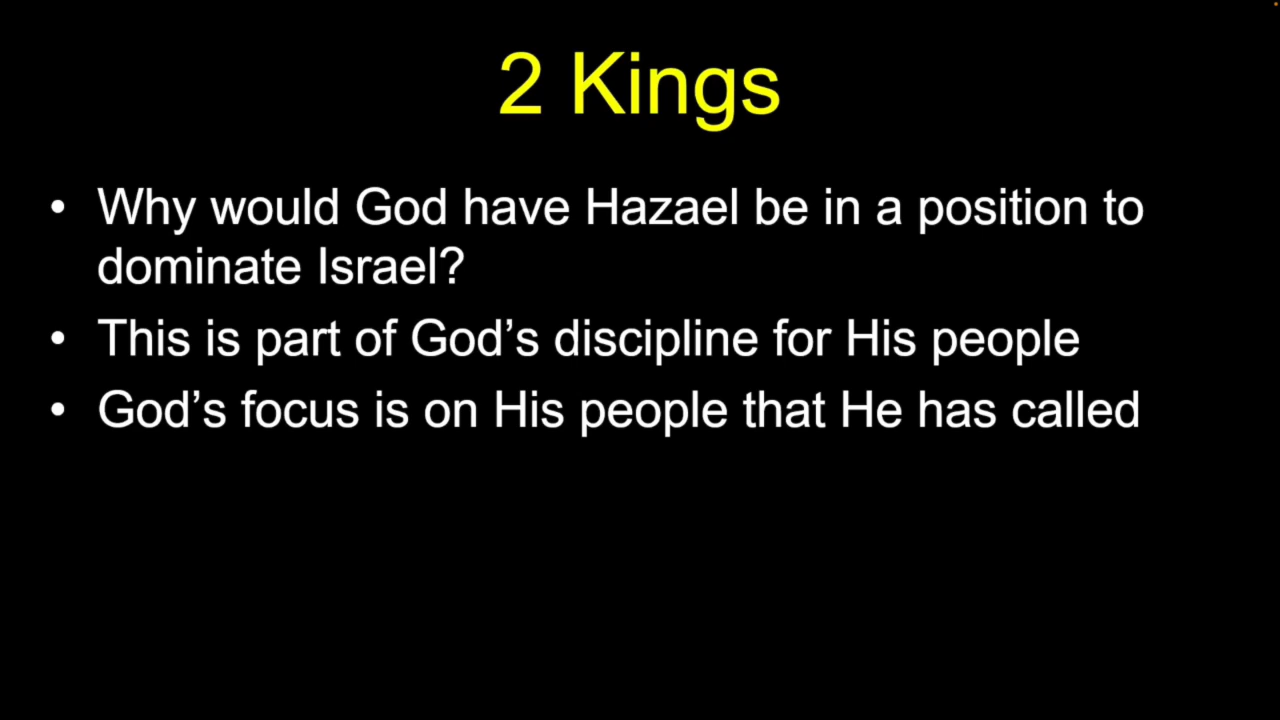 2 Kings
• Why would God have Hazael be in a position to
dominate Israel?
• This is part of God’s discipline for His people
• God’s focus is on His people that He has called